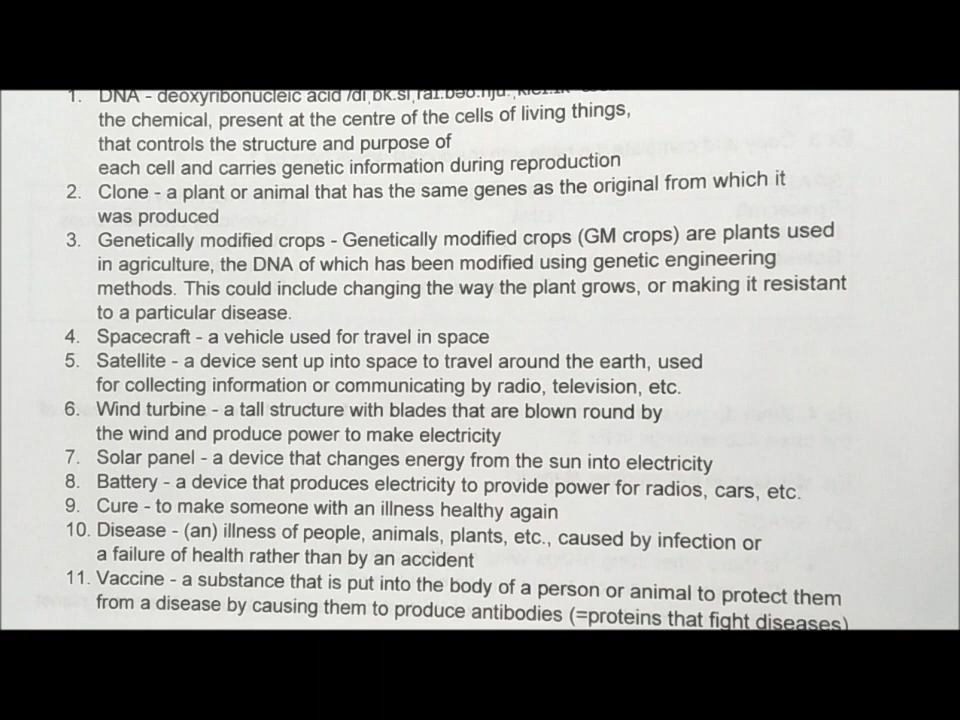 1. DNA - deoxyribonucleic acid
the chemical, present at the centre of the cells of living things,
that controls the structure and purpose of
each cell and carries genetic information during reproduction
2. Clone - a plant or animal that has the same genes as the original from which it
was produced
3. Genetically modified crops - Genetically modified crops (GM crops) are plants used
in agriculture, the DNA of which has been modified using genetic engineering
methods. This could include changing the way the plant grows, or making it resistant
to a particular disease.
4. Spacecraft - a vehicle used for travel in space
5. Satellite - a device sent up into space to travel around the earth, used
for collecting information or communicating by radio, television, etc.
6. Wind turbine - a tall structure with blades that are blown round by
the wind and produce power to make electricity
7. Solar panel - a device that changes energy from the sun into electricity
8. Battery - a device that produces electricity to provide power for radios, cars, etc.
9. Cure - to make someone with an illness healthy again
10. Disease - (an) illness of people, animals, plants, etc., caused by infection or
a failure of health rather than by an accident
11. Vaccine - a substance that is put into the body of a person or animal to protect them
from a disease by causing them to produce antibodies (=proteins that fight diseases)